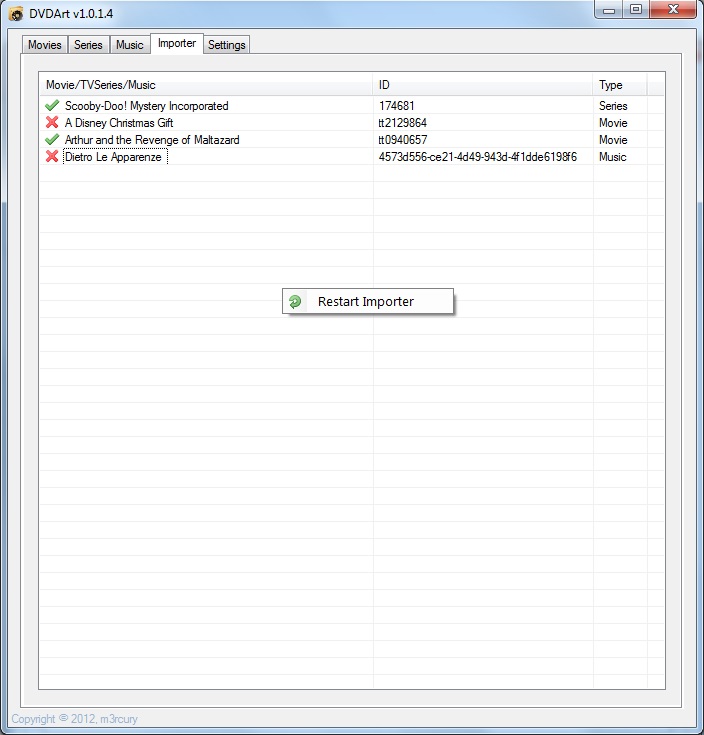 DVDArt v1.0.1.4
Movies Series Music Importer Settings
Movie/TVSeries/Music ID Type
Scooby-Doo! Mystery Incorporated 174681 Series
A Disney Christmas Gift tt2129864 Movie
Arthur and the Revenge of Maltazard tt0940657 Movie
Dietro Le Apparenze 4573d556-ce21-4d49-943d-4f1dde6198f6 Music
Restart Importer
Copyright © 2012, m3rcury